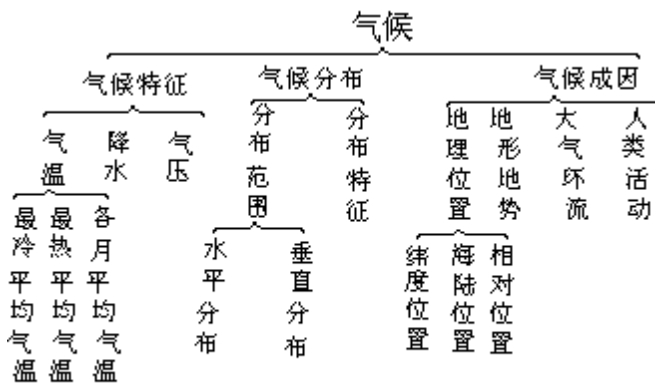 气候
气候特征
气候分布
气候成因
气温
降水
气压
分布范围
分布特征
地理位置
地形地势
大气环流
人类活动
最冷平均气温
最热平均气温
各月平均气温
水平分布
垂直分布
纬度位置
海陆位置
相对位置